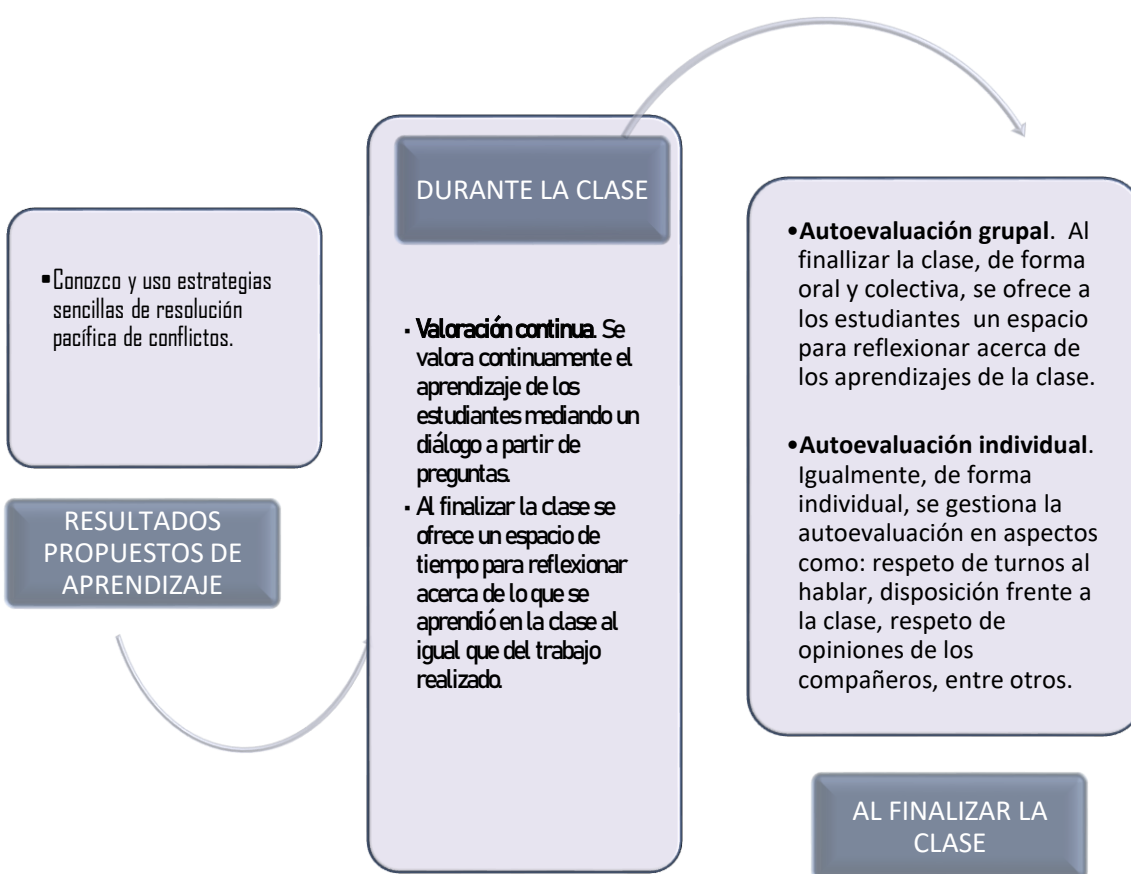 ▪Conozco y uso estrategias
sencillas de resolución
pacífica de conflictos.
RESULTADOS
PROPUESTOS DE
APRENDIZAJE
DURANTE LA CLASE
▪ Valoración continua. Se
valora continuamente el
aprendizaje de los
estudiantes mediando un
diálogo a partir de
preguntas.
▪ Al finalizar la clase se
ofrece un espacio de
tiempo para reflexionar
acerca de lo que se
aprendió en la clase al
igual que del trabajo
realizado.
•Autoevaluación grupal. Al
finallizar la clase, de forma
oral y colectiva, se ofrece a
los estudiantes un espacio
para reflexionar acerca de
los aprendizajes de la clase.
•Autoevaluación individual.
Igualmente, de forma
individual, se gestiona la
autoevaluación en aspectos
como: respeto de turnos al
hablar, disposición frente a
la clase, respeto de
opiniones de los
compañeros, entre otros.
AL FINALIZAR LA
CLASE